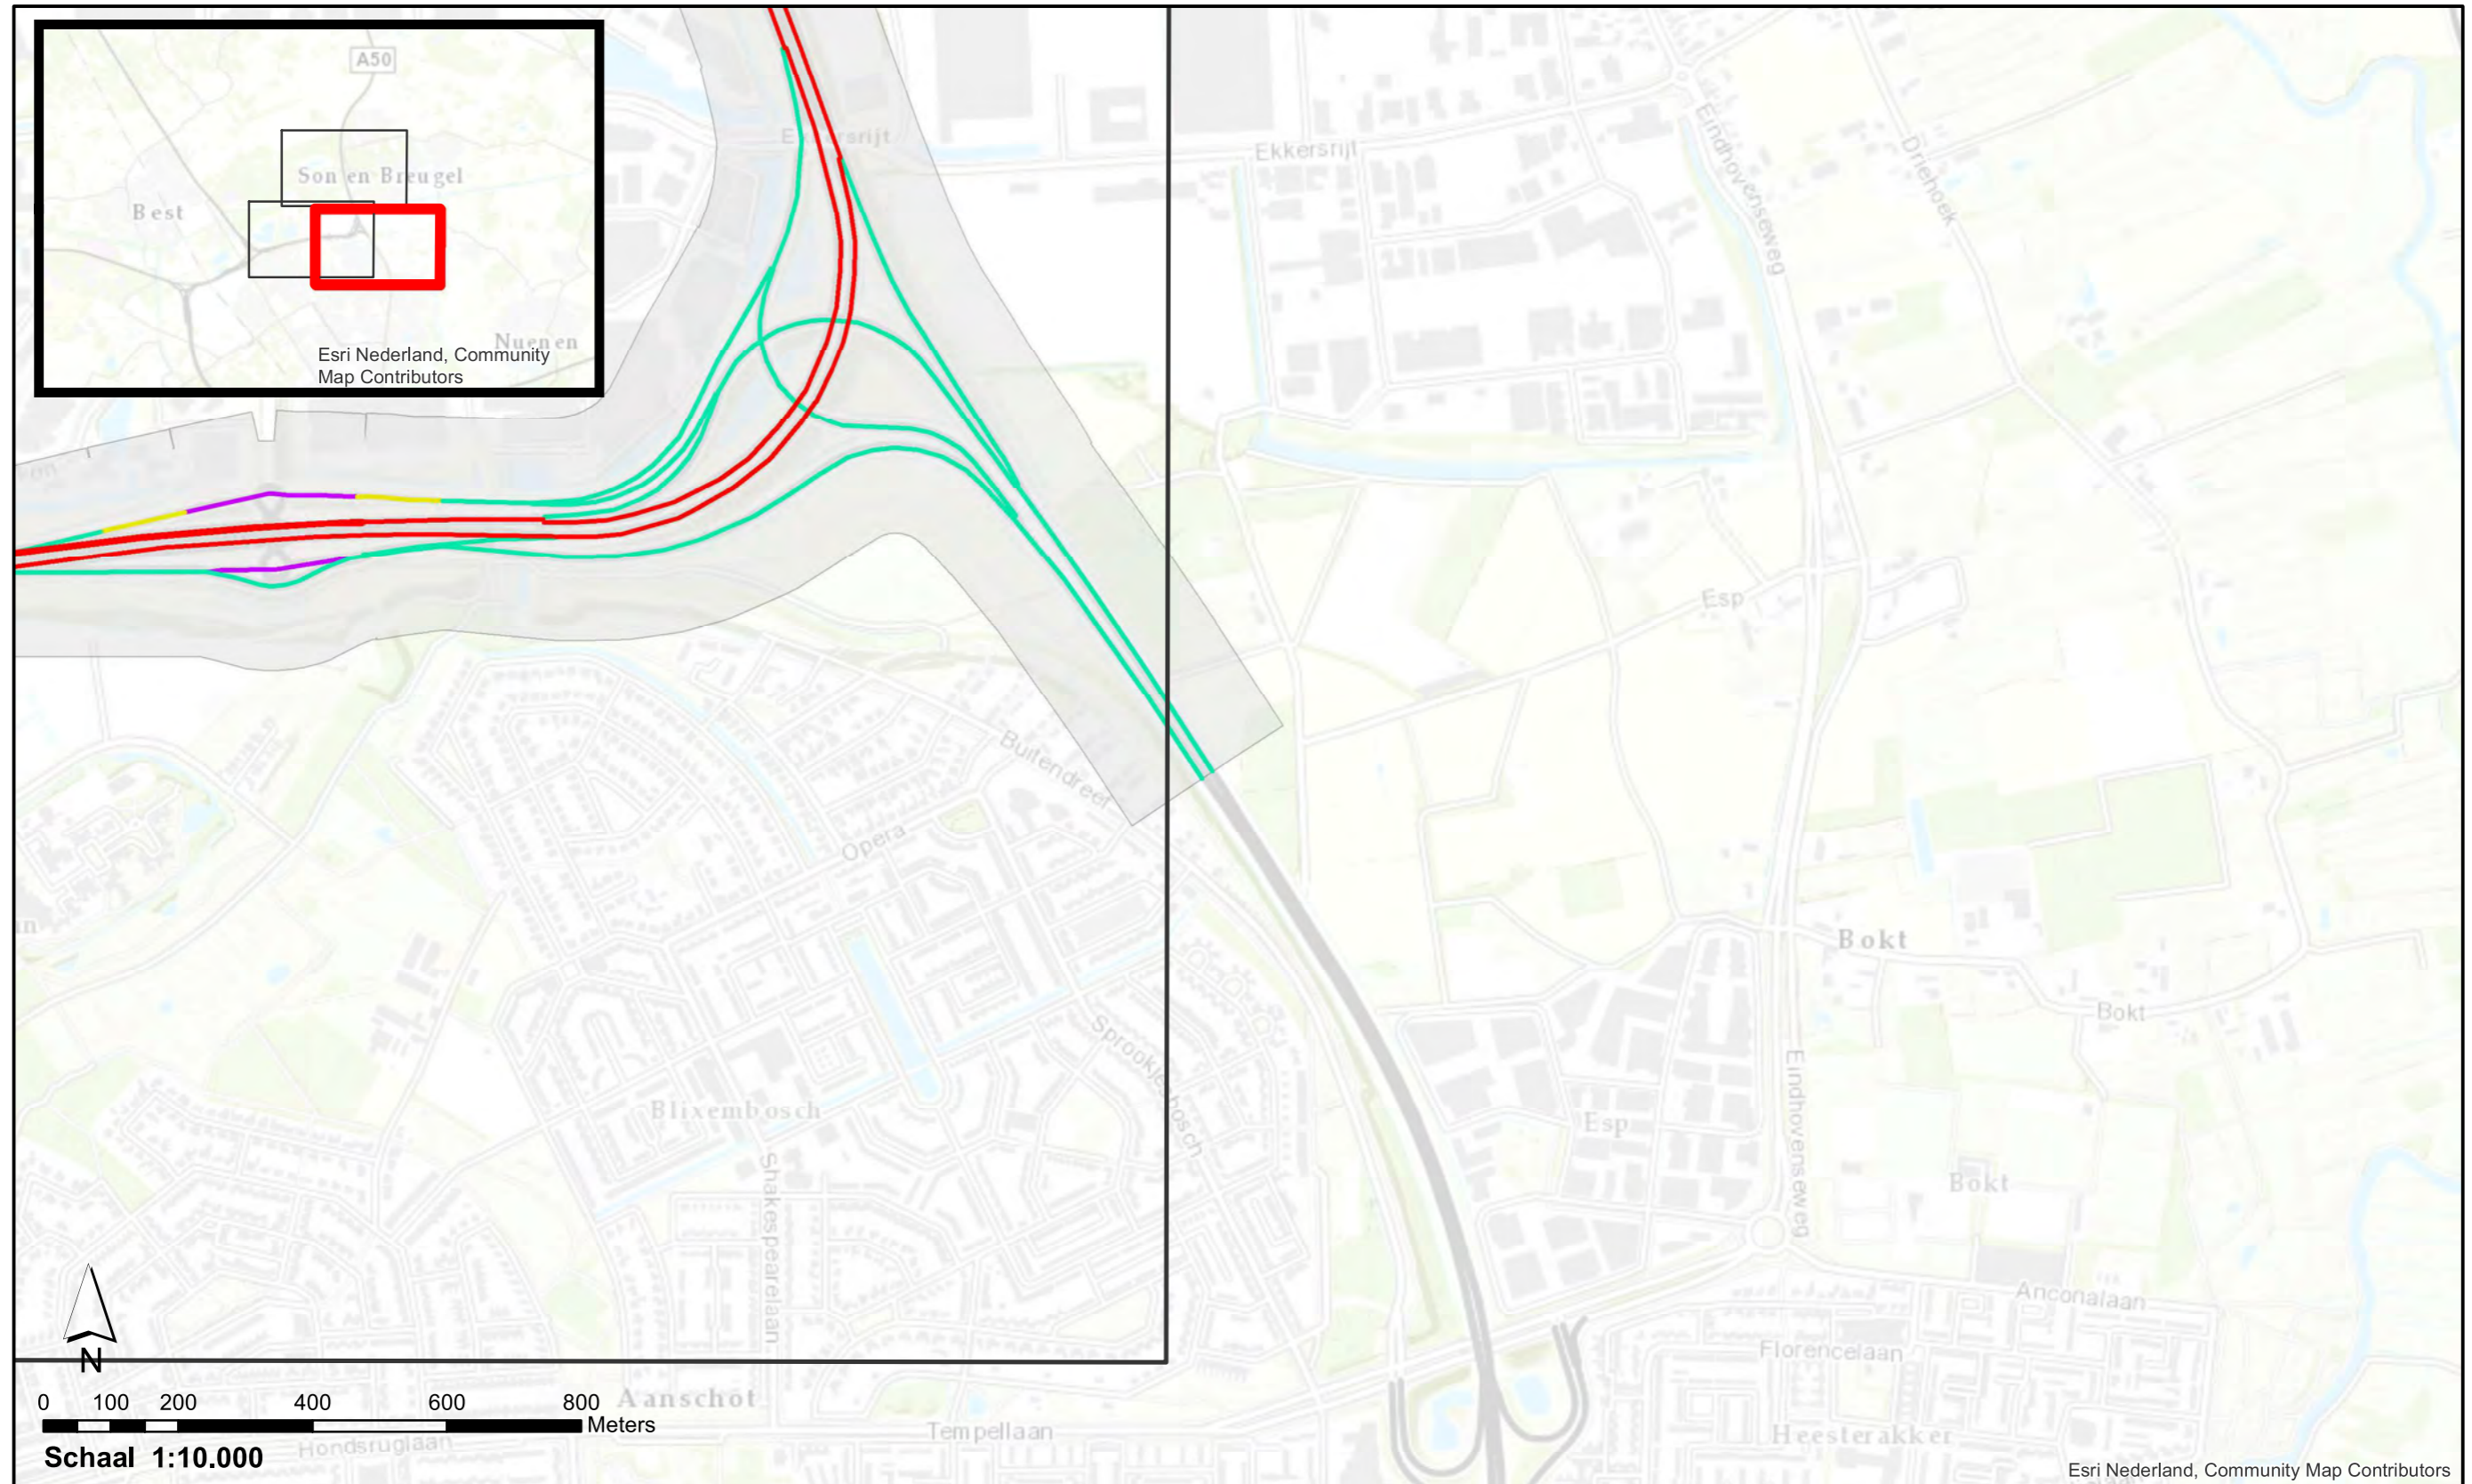 A50
Son en Breugel
Best
Nuenen
Esri Nederland, Community
Map Contributors
Ekkersrijt
Eindhovenseweg
Driehoek
Esp
Buitendreef
Opera
Bokt
Bokt
Sprookjesbosch
Blixembosch
Esp
Eindhovenseweg
Shakespearelaan
Bokt
Anconalaan
Florencelaan
N
0 100 200 400 600 800
Meters
Aanschot
Tempellaan
Heesterakker
Hondsruglaan
Schaal 1:10.000
Esri Nederland, Community Map Contributors